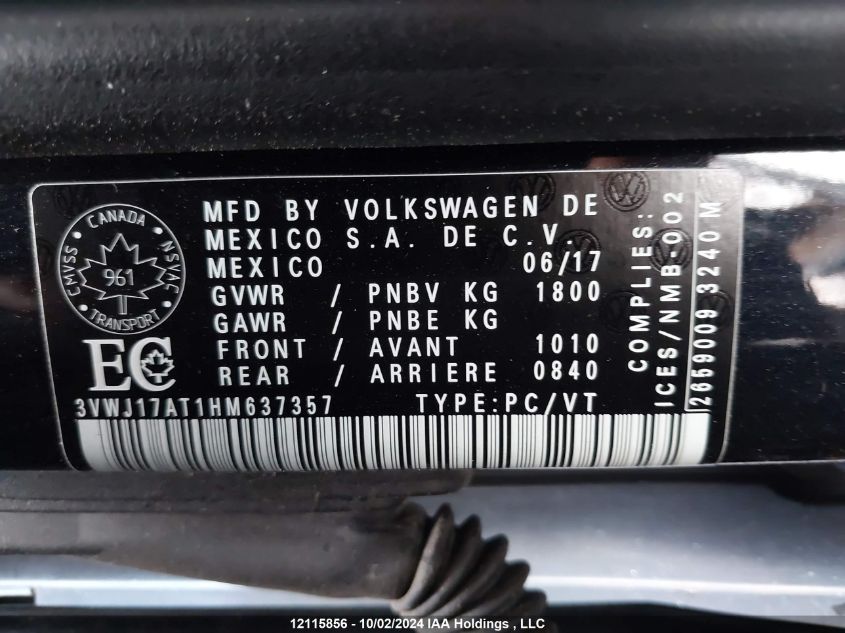 CANADA
CMVSS
NSVAC
961
TRANSPORT
EC
MFD BY VOLKSWAGEN DE
MEXICO S.A. DE C.V.
MEXICO 06/17
GVWR / PNBV KG 1800
GAWR / PNBE KG
FRONT / AVANT 1010
REAR / ARRIERE 0840
3VWJ17AT1HM637357 TYPE:PC/VT
COMPLIES:
ICES/NMB-002
2659009 3240 M
12115856 - 10/02/2024 IAA Holdings , LLC